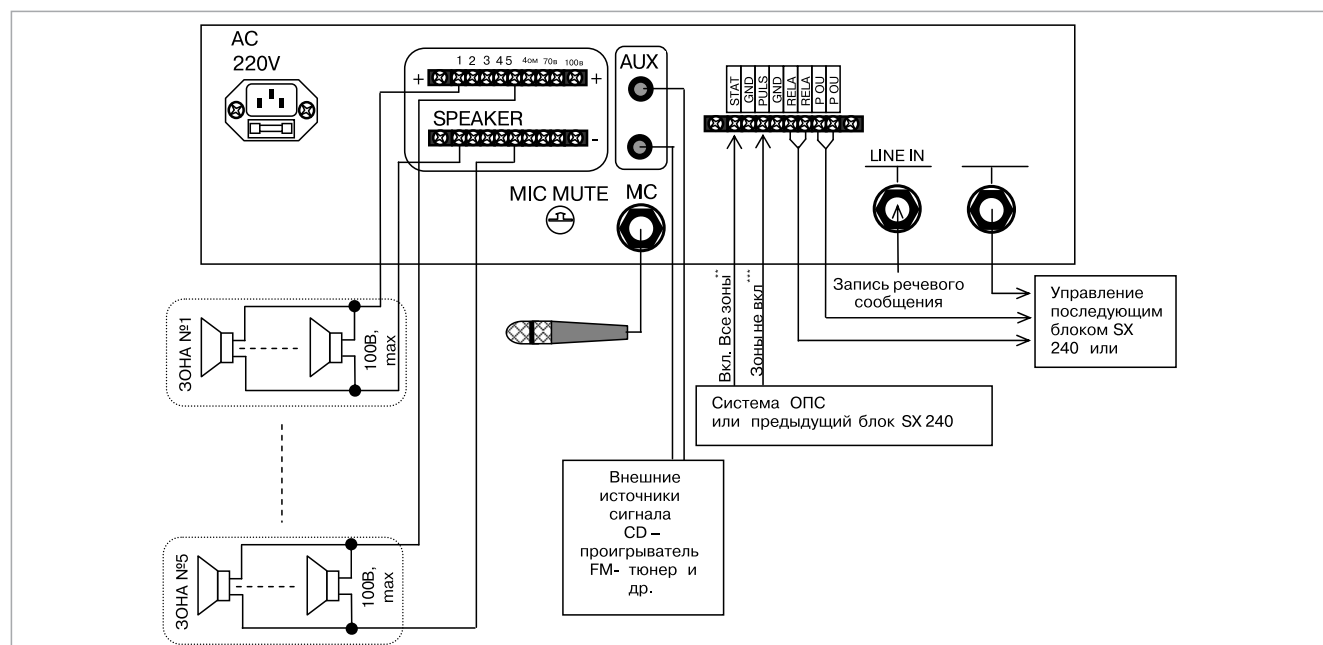 AC
220V
1 2 3 4 5 4ом 70в 100в
+ +
SPEAKER
-
AUX
STAT
GND
PULS
GND
RELA
RELA
P OU
P OU
LINE IN
MIC MUTE
MC
Вкл. Все зоны**
Зоны не вкл***
Запись речевого
сообщения
Управление
последующим
блоком SX
240 или
Система ОПС
или предыдущий блок SX 240
ЗОНА №1
100В,
max
Внешние
источники
сигнала
CD –
проигрыватель
FM- тюнер и
др.
ЗОНА №5
100В,
max